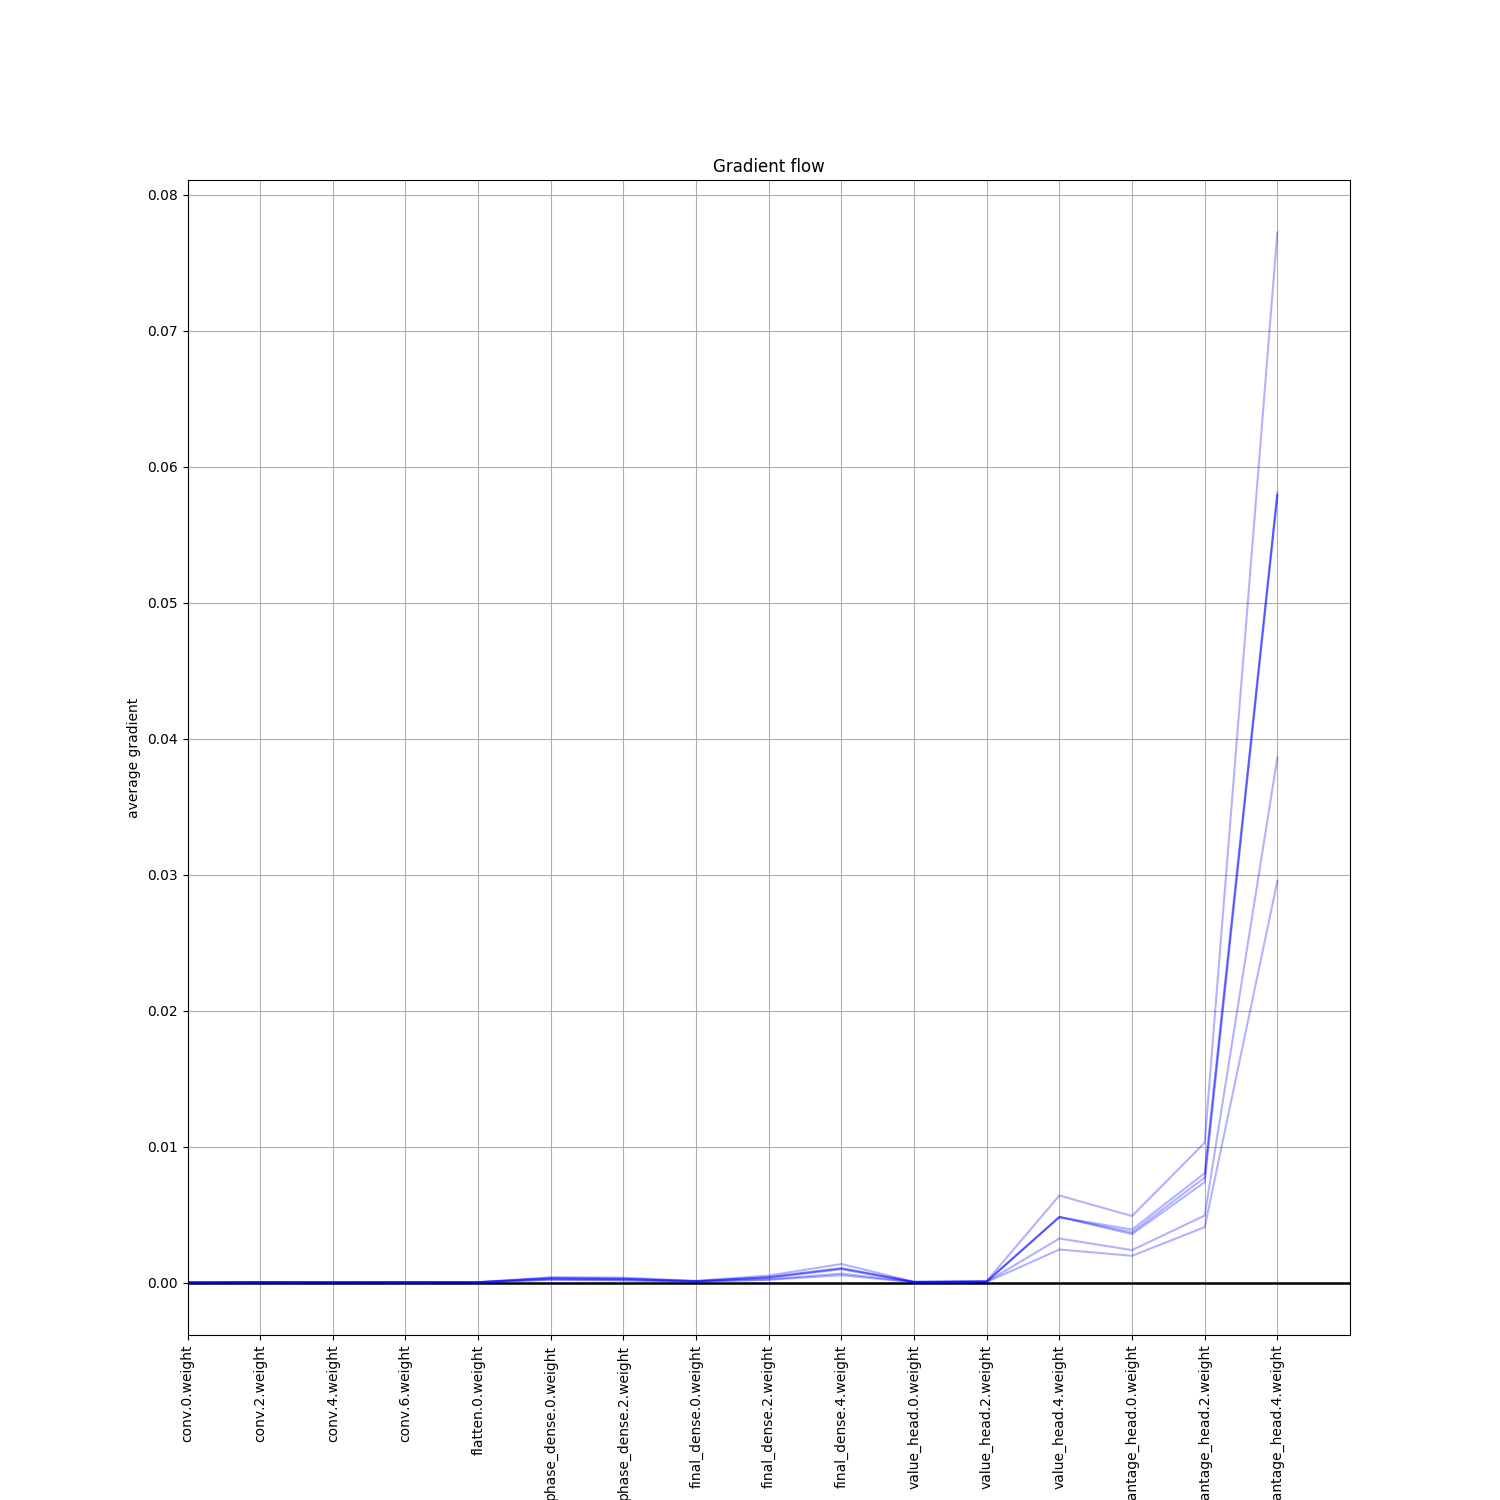 Gradient flow
0.08
0.07
0.06
0.05
0.04
0.03
0.02
0.01
0.00
average gradient
conv.0.weight
conv.2.weight
conv.4.weight
conv.6.weight
flatten.0.weight
phase_dense.0.weight
phase_dense.2.weight
final_dense.0.weight
final_dense.2.weight
final_dense.4.weight
value_head.0.weight
value_head.2.weight
value_head.4.weight
antage_head.0.weight
antage_head.2.weight
antage_head.4.weight